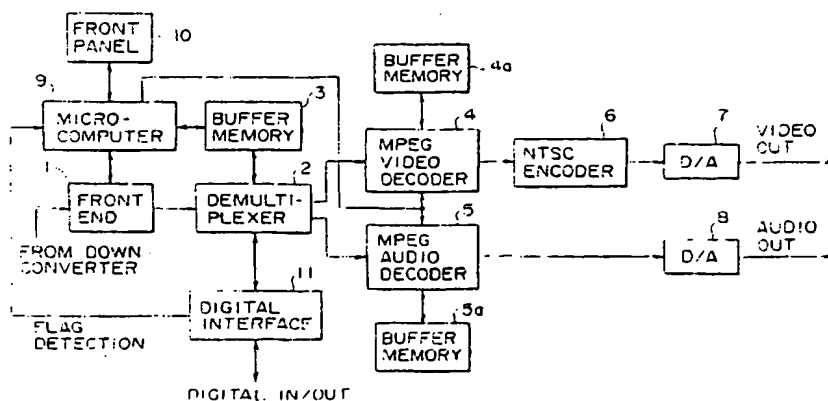 FRONT
PANEL
10
9
MICRO-
COMPUTER
3
BUFFER
MEMORY
BUFFER
MEMORY
4a
4
MPEG
VIDEO
DECODER
6
NTSC
ENCODER
7
D/A
VIDEO
OUT
1
FRONT
END
2
DEMULTI-
PLEXER
5
MPEG
AUDIO
DECODER
8
D/A
AUDIO
OUT
FROM DOWN
CONVERTER
11
DIGITAL
INTERFACE
FLAG
DETECTION
5a
BUFFER
MEMORY
DIGITAL IN/OUT